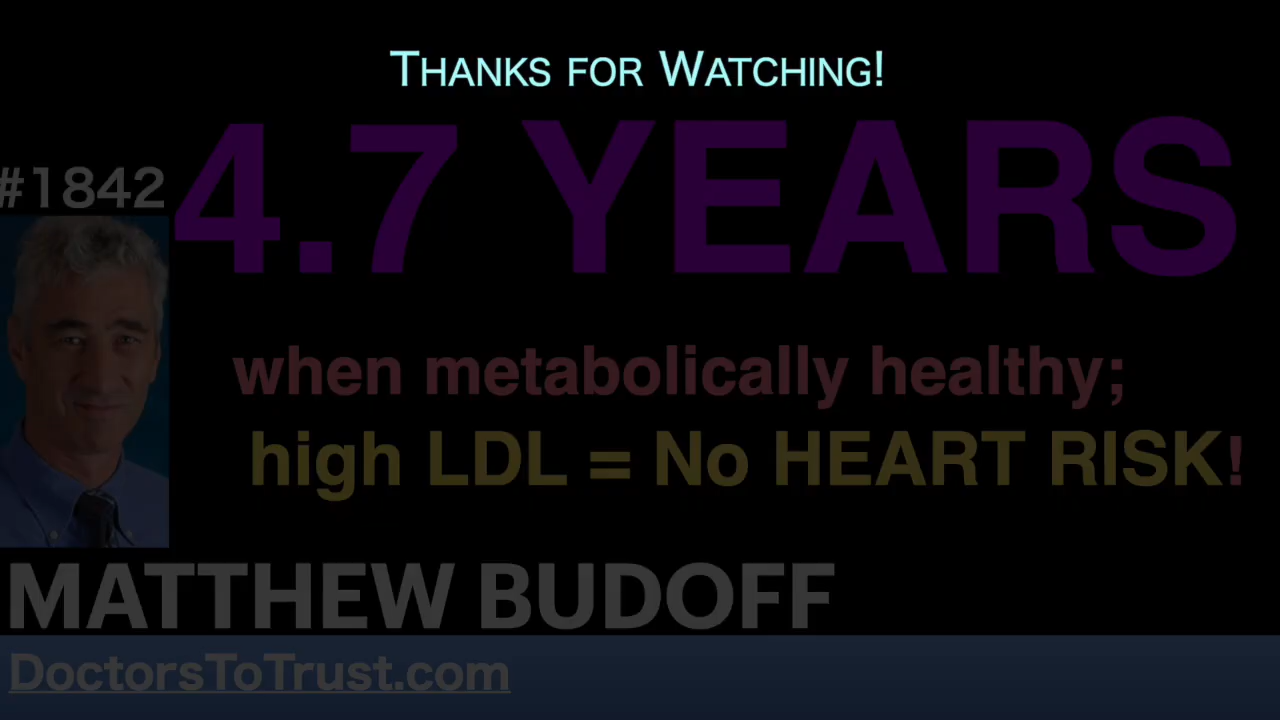 THANKS FOR WATCHING!
4.7 YEARS
#1842
when metabolically healthy;
high LDL = No HEART RISK!
MATTHEW BUDOFF
DoctorsToTrust.com